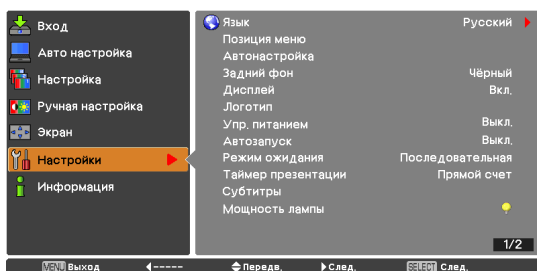 Вход
Авто настройка
Настройка
Ручная настройка
Экран
Настройки
Информация
Язык Русский
Позиция меню
Автонастройка
Задний фон Чёрный
Дисплей Вкл.
Логотип
Упр. питанием Выкл.
Автозапуск Выкл.
Режим ожидания Последовательная
Таймер презентации Прямой счет
Субтитры
Мощность лампы
1/2
MENU Выход ----- Передв. След. SELECT След.